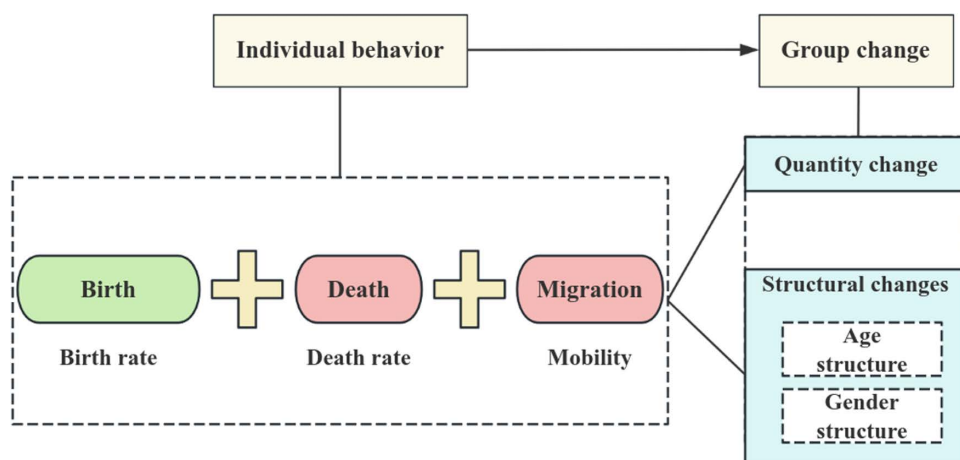 Individual behavior
Group change
Quantity change
Birth
Death
Migration
Birth rate
Death rate
Mobility
Structural changes
Age
structure
Gender
structure